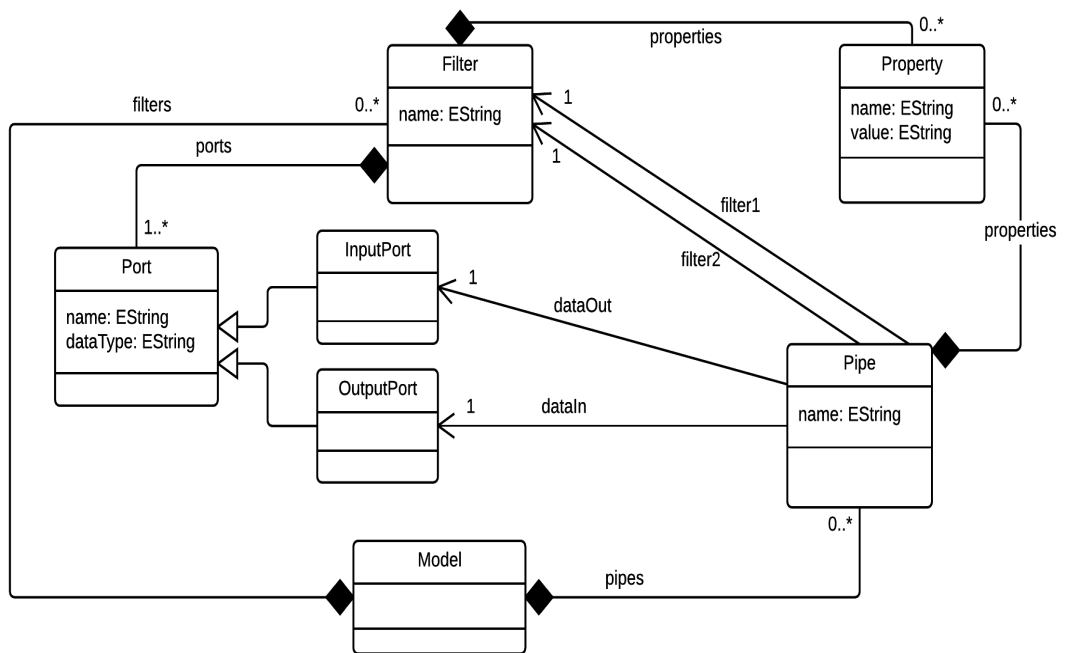 properties
0..*
Filter
Property
filters
0..*
name: EString
1
name: EString
value: EString
0..*
ports
1
1..*
filter1
properties
filter2
InputPort
Port
1
dataOut
name: EString
dataType: EString
OutputPort
Pipe
1
dataIn
name: EString
0..*
Model
pipes